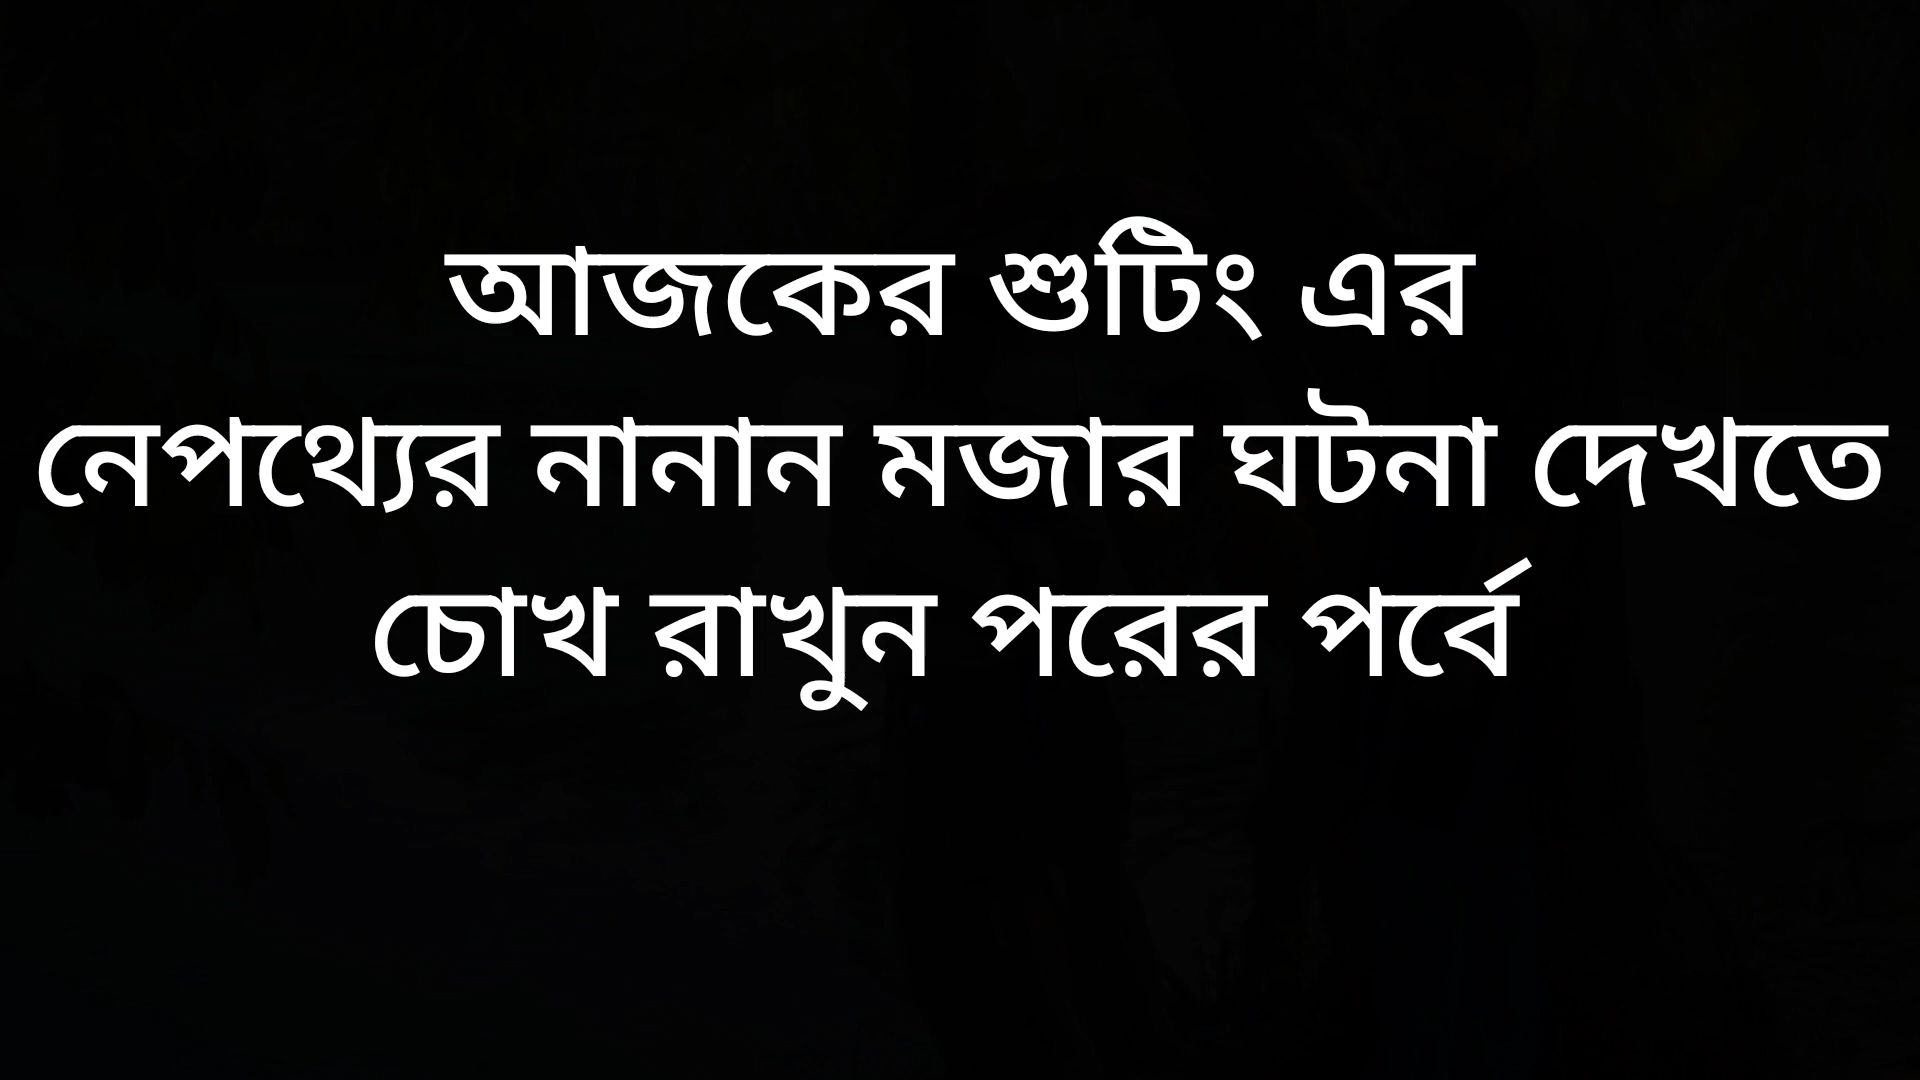 আজকের শুটিং এর
নেপথ্যের নানান মজার ঘটনা দেখতে
চোখ রাখুন পরের পর্বে